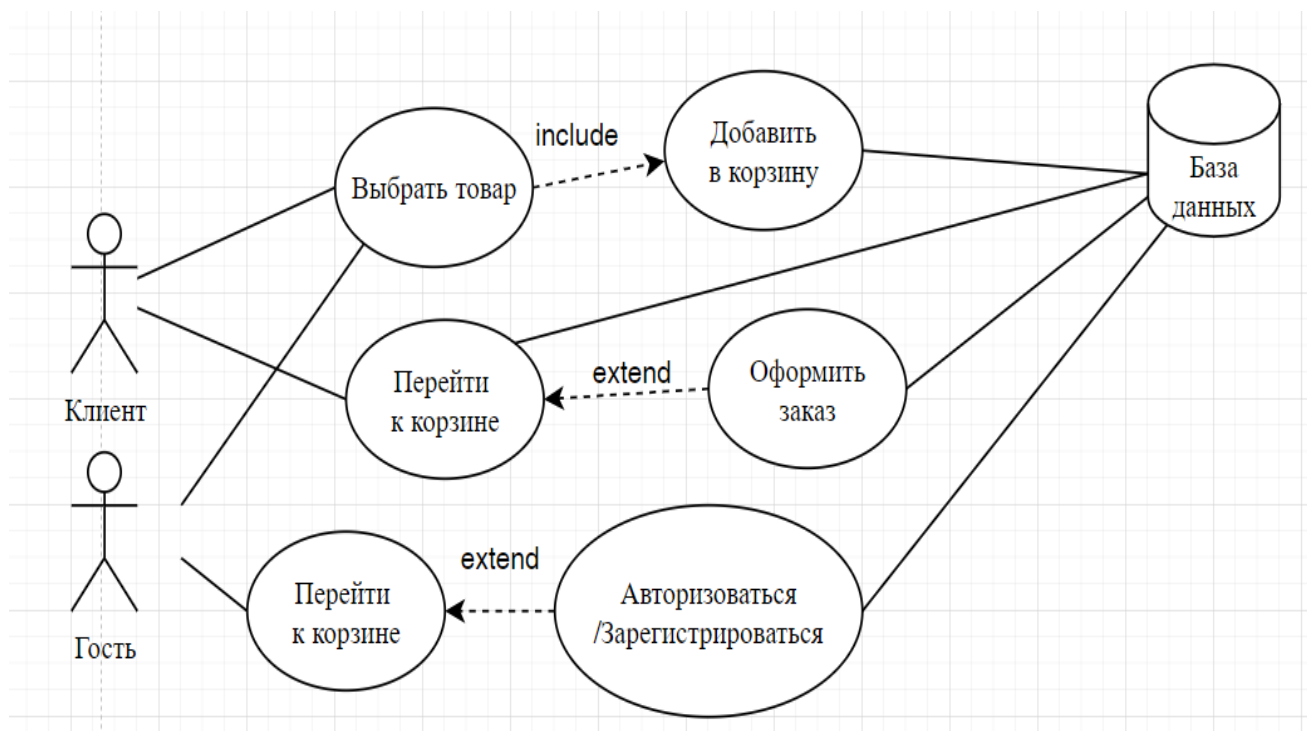 include
Добавить
в корзину
База
данных
Выбрать товар
Клиент
Перейти
к корзине
extend
Оформить
заказ
Гость
Перейти
к корзине
extend
Авторизоваться
/Зарегистрироваться